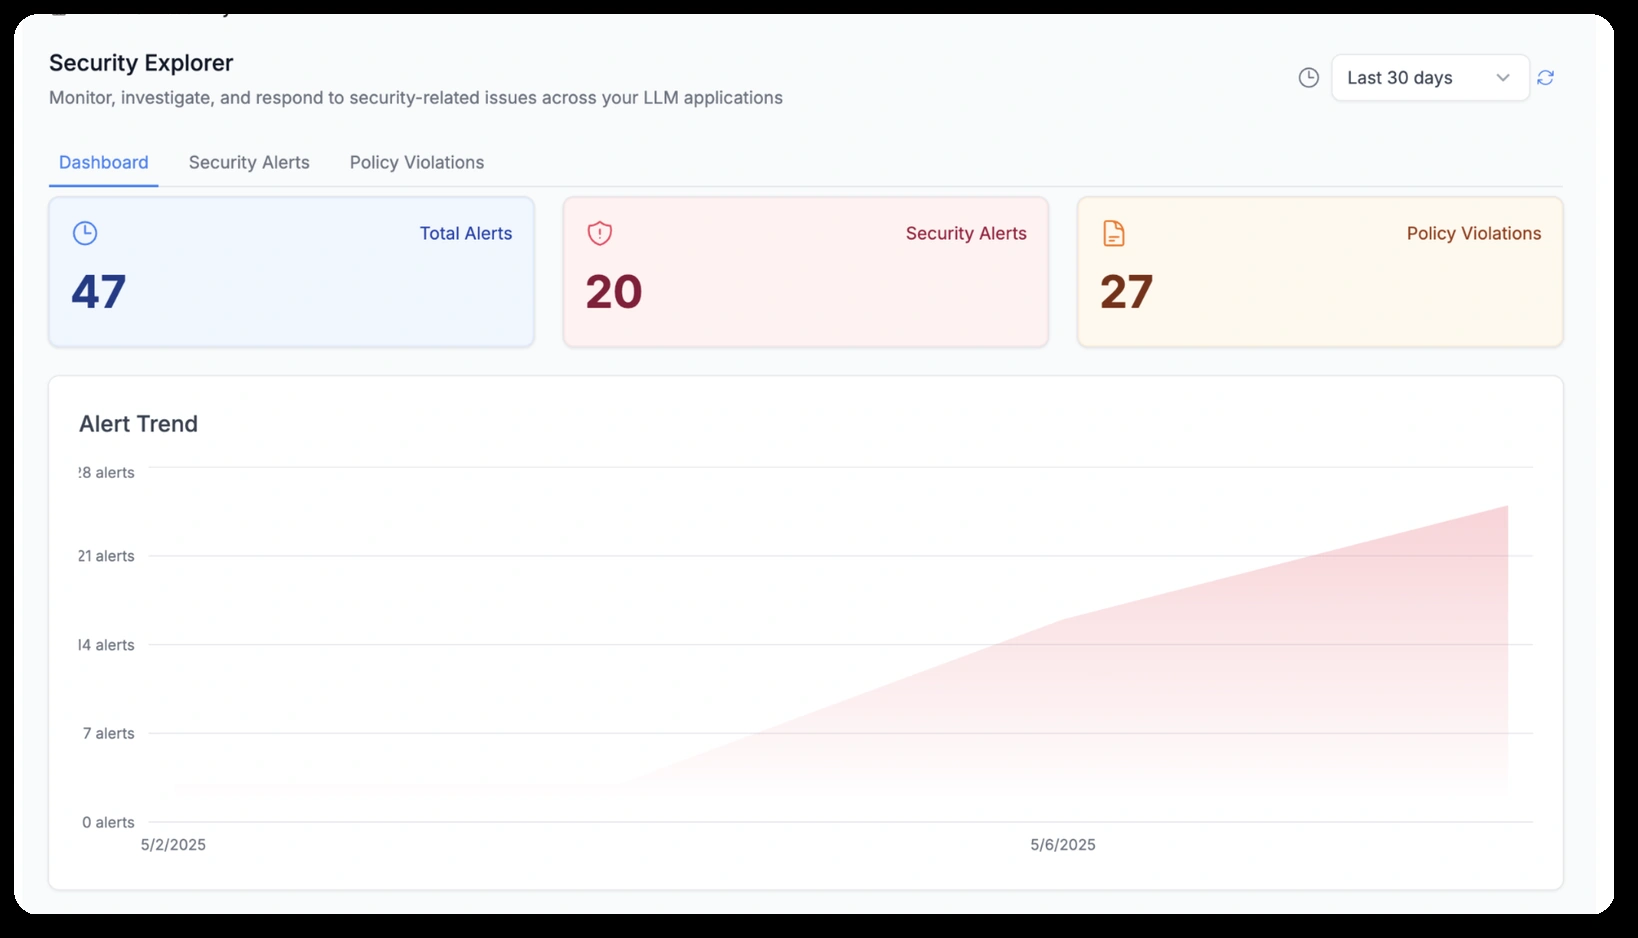 Security Explorer
Monitor, investigate, and respond to security-related issues across your LLM applications
Last 30 days
Dashboard
Security Alerts
Policy Violations
Total Alerts
47
Security Alerts
20
Policy Violations
27
Alert Trend
28 alerts
21 alerts
14 alerts
7 alerts
0 alerts
5/2/2025
5/6/2025